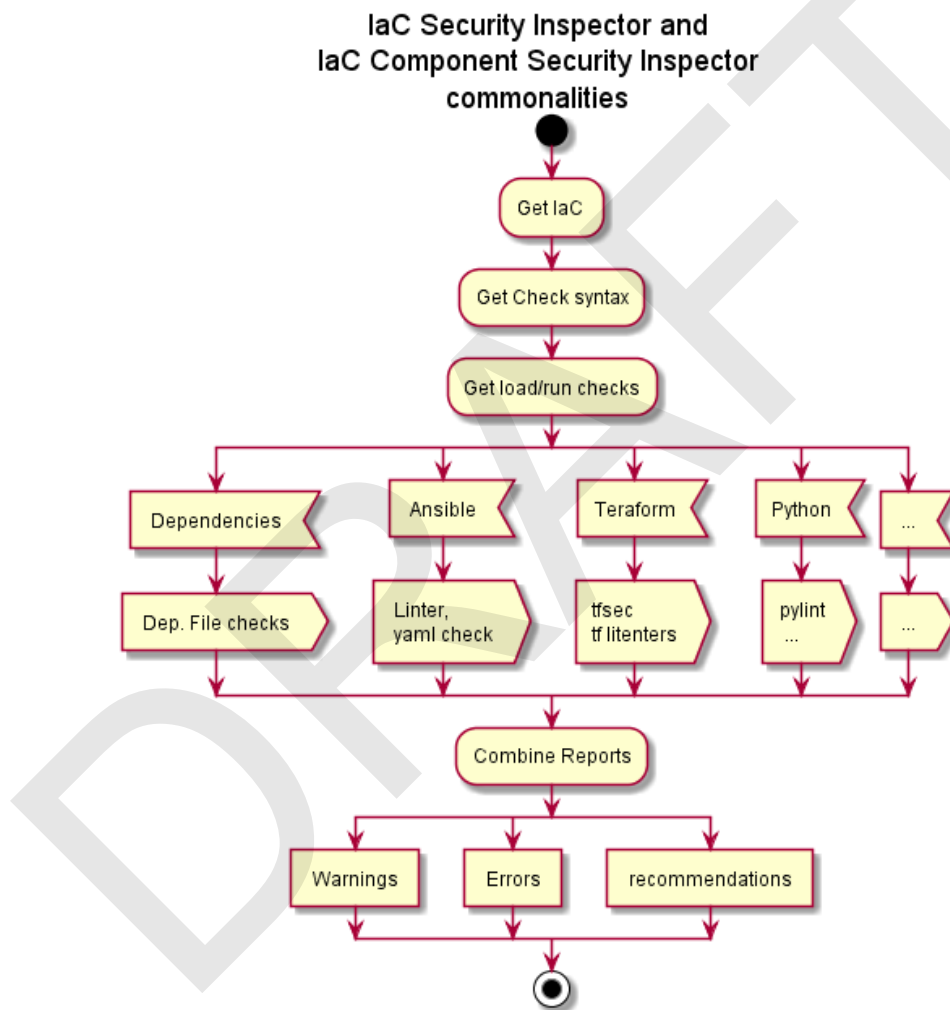 IaC Security Inspector and
IaC Component Security Inspector
commonalities
Get IaC
Get Check syntax
Get load/run checks
Dependencies
Ansible
Teraform
Python
...
Dep. File checks
Linter,
yaml check
tfsec
tf litenters
pylint
...
...
Combine Reports
Warnings
Errors
recommendations
DRAFT